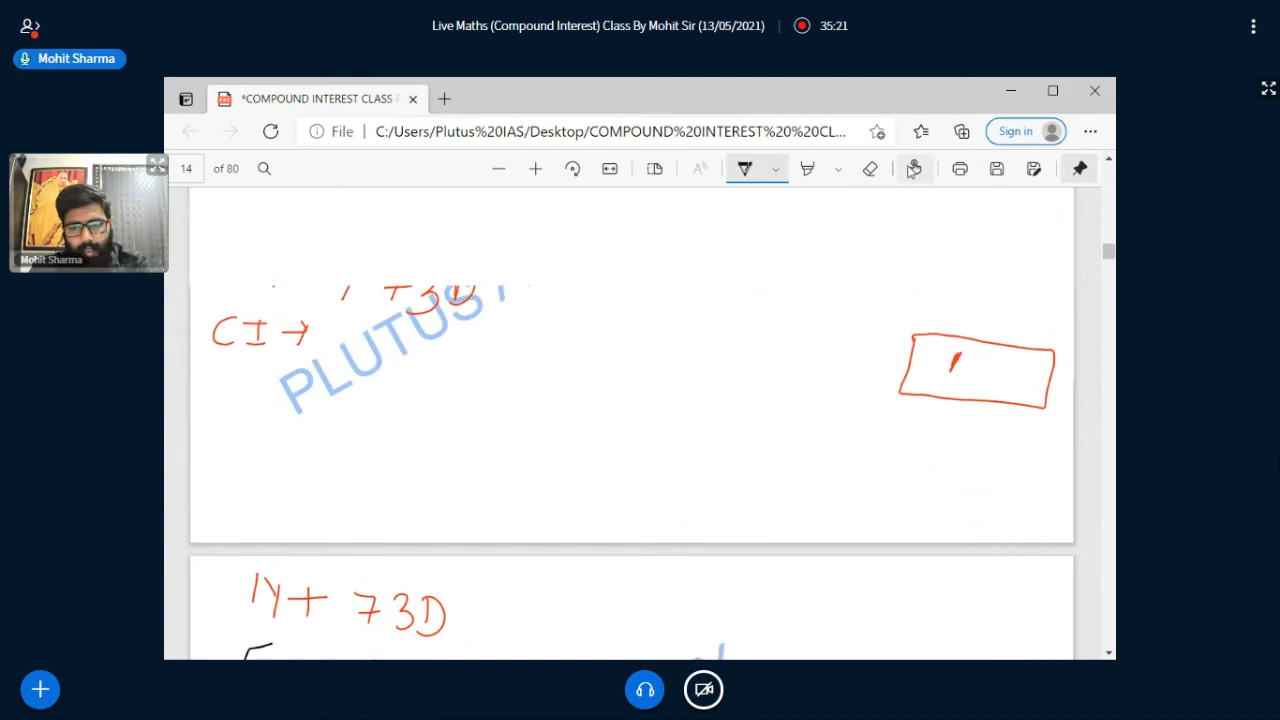 Live Maths (Compound Interest) Class By Mohit Sir (13/05/2021)
35:21
Mohit Sharma
*COMPOUND INTEREST CLASS
File
C:/Users/Plutus%20IAS/Desktop/COMPOUND%20INTEREST%20%20CL...
Sign in
14 of 80
Mohit Sharma
CI →
PLUTUS
1Y + 73D